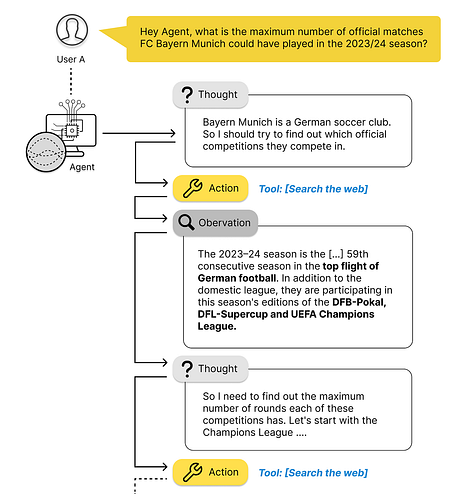 Hey Agent, what is the maximum number of official matches
FC Bayern Munich could have played in the 2023/24 season?
User A
? Thought
Bayern Munich is a German soccer club.
So I should try to find out which official
competitions they compete in.
Agent
Action
Tool: [Search the web]
Obervation
The 2023–24 season is the [...] 59th
consecutive season in the top flight of
German football. In addition to the
domestic league, they are participating in
this season's editions of the DFB-Pokal,
DFL-Supercup and UEFA Champions
League.
? Thought
So I need to find out the maximum
number of rounds each of these
competitions has. Let's start with the
Champions League ....
Action
Tool: [Search the web]